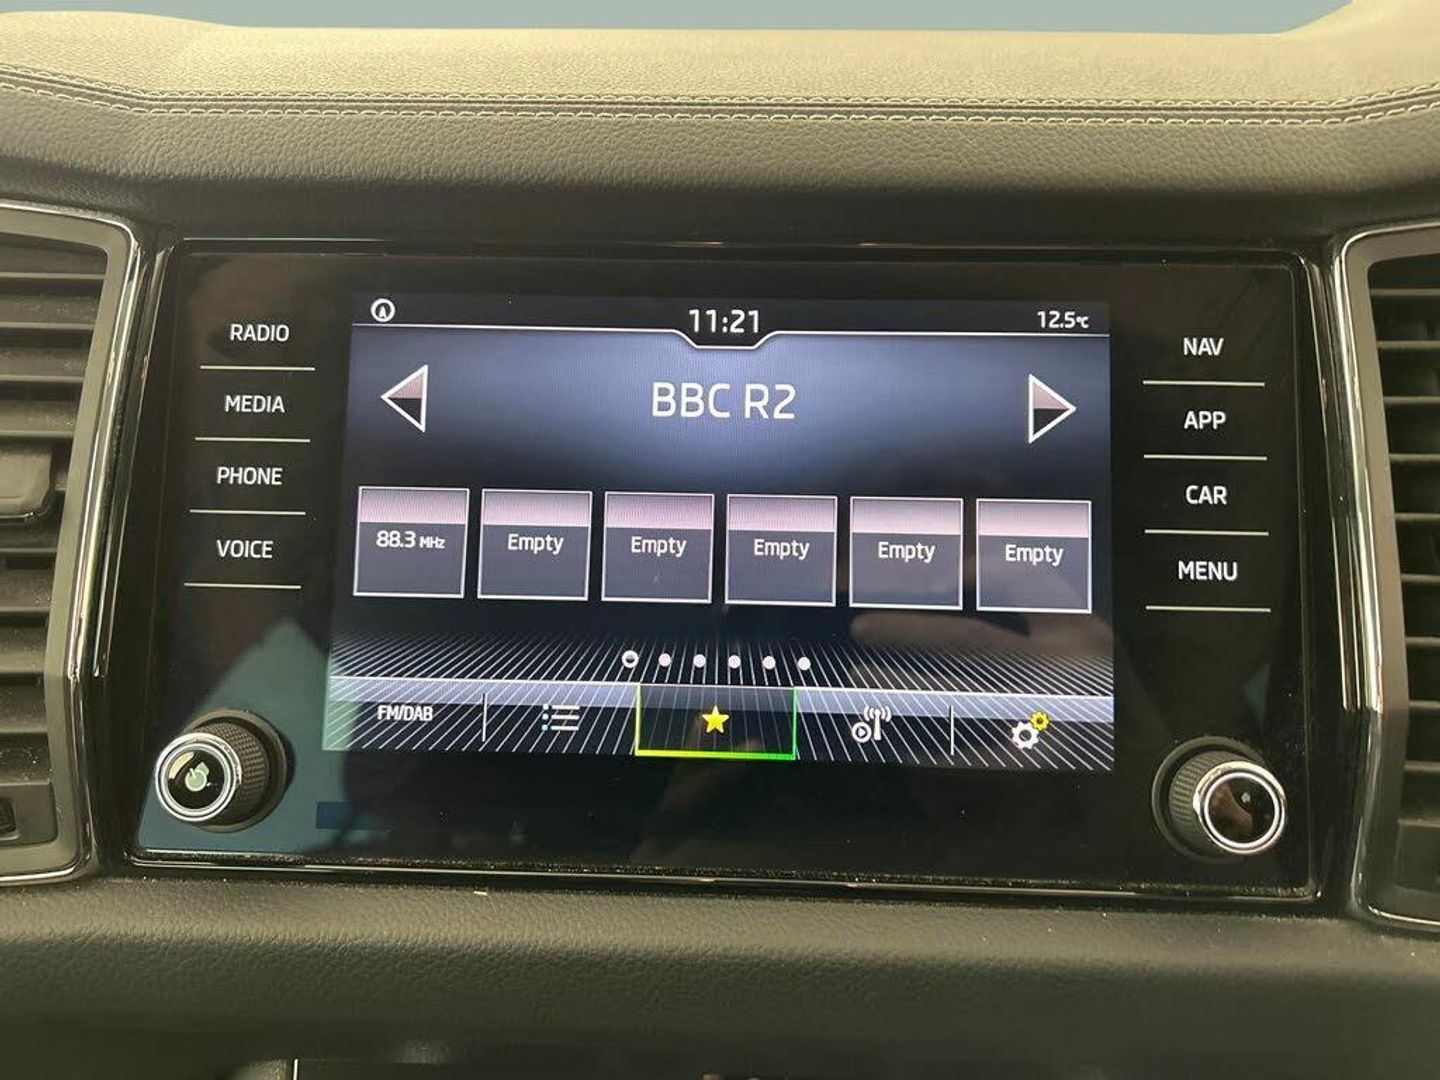 11:21
12.5°C
RADIO
MEDIA
PHONE
VOICE
BBC R2
88.3 MHz
Empty
Empty
Empty
Empty
Empty
FM/DAB
NAV
APP
CAR
MENU